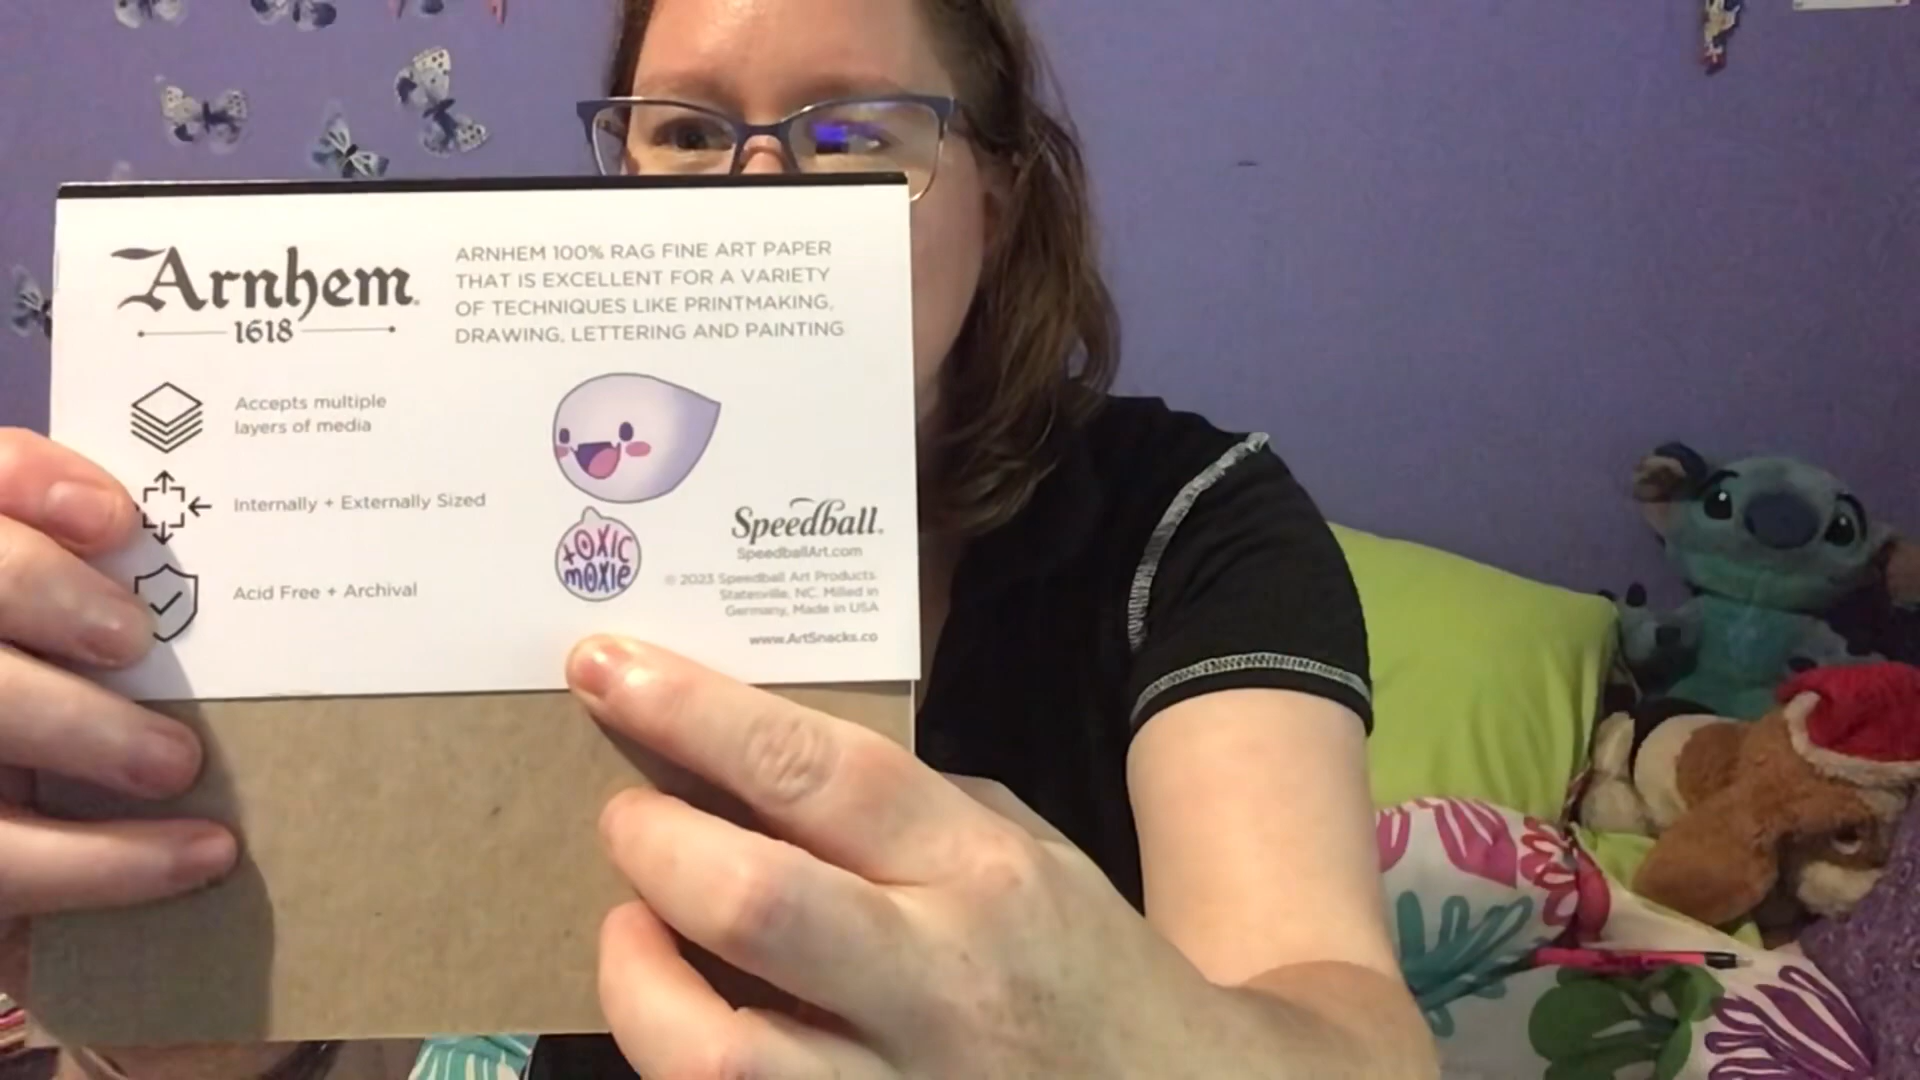 Arnhem®
1618
ARNHEM 100% RAG FINE ART PAPER
THAT IS EXCELLENT FOR A VARIETY
OF TECHNIQUES LIKE PRINTMAKING,
DRAWING, LETTERING AND PAINTING
Accepts multiple
layers of media
Internally + Externally Sized
Acid Free + Archival
tOXIC
mOXIE
Speedball®
SpeedballArt.com
© 2023 Speedball Art Products.
Statesville, NC. Milled in
Germany, Made in USA
www.ArtSnacks.co